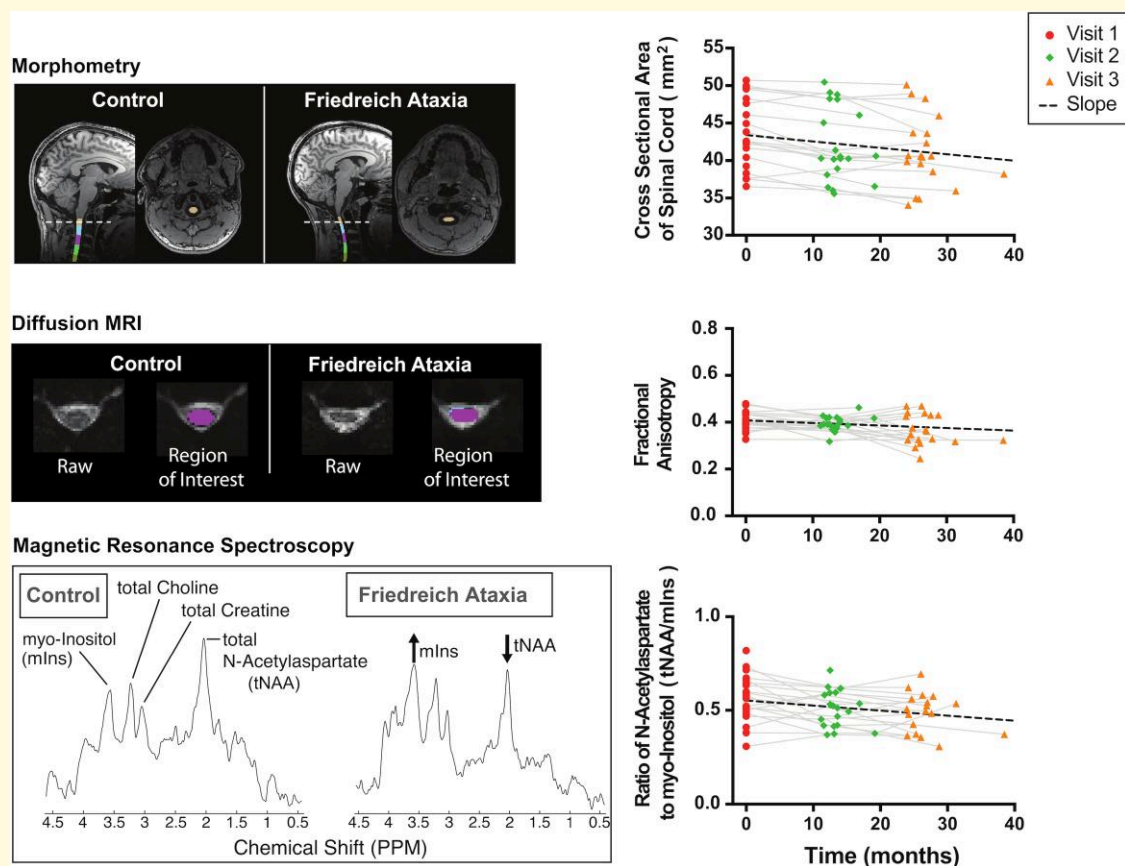 Morphometry
Control
Friedreich Ataxia
Diffusion MRI
Control
Friedreich Ataxia
Raw
Region
of Interest
Raw
Region
of Interest
Magnetic Resonance Spectroscopy
Control
total Choline
total Creatine
myo-Inositol
(mIns)
total
N-Acetylaspartate
(tNAA)
Friedreich Ataxia
mIns
tNAA
4.5 4 3.5 3 2.5 2 1.5 1 0.5
4.5 4 3.5 3 2.5 2 1.5 1 0.5
Chemical Shift (PPM)
Visit 1
Visit 2
Visit 3
Slope
Cross Sectional Area
of Spinal Cord ( mm²)
55
50
45
40
35
30
0 10 20 30 40
Fractional
Anisotropy
0.8
0.6
0.4
0.2
0.0
0 10 20 30 40
Ratio of N-Acetylaspartate
to myo-Inositol ( tNAA/mIns)
1.0
0.5
0.0
0 10 20 30 40
Time (months)